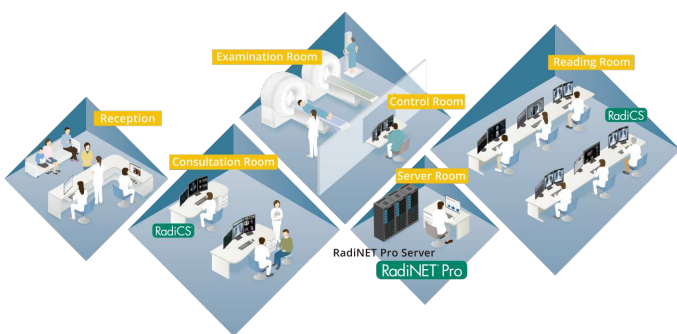 Examination Room
Reading Room
Control Room
Reception
RadiCS
Consultation Room
Server Room
RadiCS
RadiNET Pro Server
RadiNET Pro